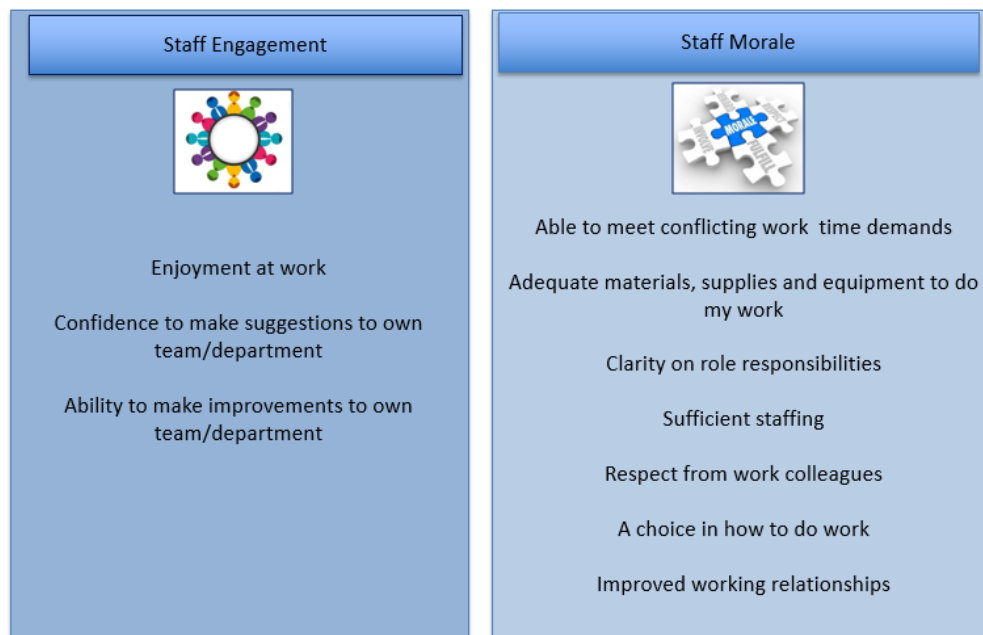 Staff Engagement
Enjoyment at work
Confidence to make suggestions to own
team/department
Ability to make improvements to own
team/department
Staff Morale
MORALE
INVOLVE
FULFILL
Able to meet conflicting work time demands
Adequate materials, supplies and equipment to do
my work
Clarity on role responsibilities
Sufficient staffing
Respect from work colleagues
A choice in how to do work
Improved working relationships